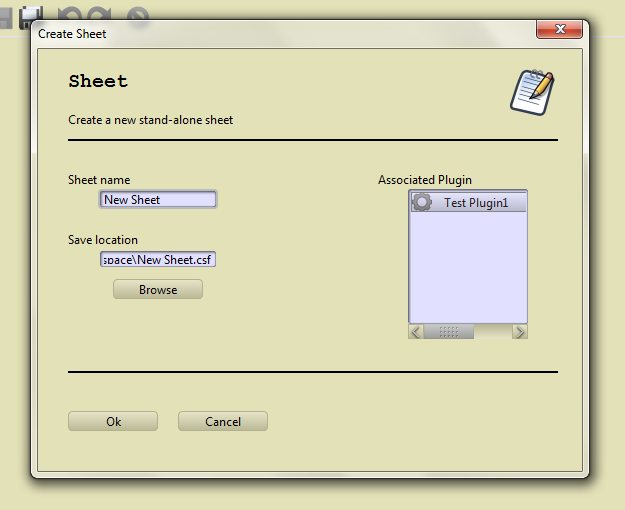 Create Sheet
Sheet
Create a new stand-alone sheet
Sheet name
Associated Plugin
New Sheet
Test Plugin1
Save location
space\New Sheet.csf
Browse
Ok
Cancel